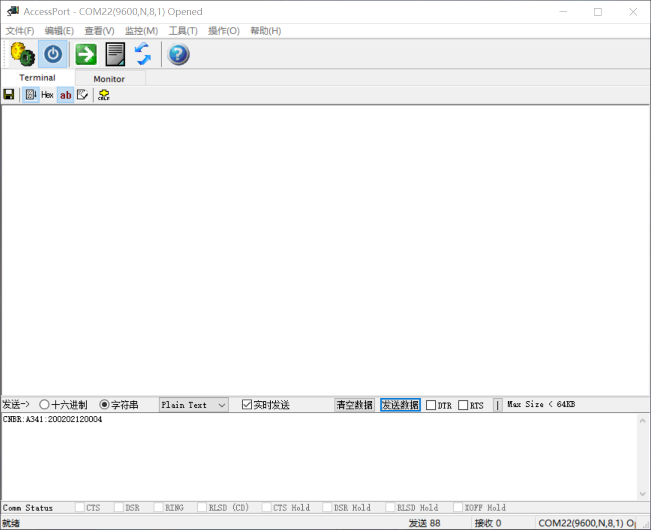 AccessPort - COM22(9600,N,8,1) Opened
文件(F) 编辑(E) 查看(V) 监控(M) 工具(T) 操作(O) 帮助(H)
Terminal Monitor
Hex ab
发送-> 十六进制 字符串 Plain Text 实时发送 清空数据 发送数据 DTR RTS Max Size < 64KB
CNBR:A341:200202120004
Comm Status CTS DSR RING RLSD (CD) CTS Hold DSR Hold RLSD Hold XOFF Hold
就绪 发送 88 接收 0 COM22(9600,N,8,1)